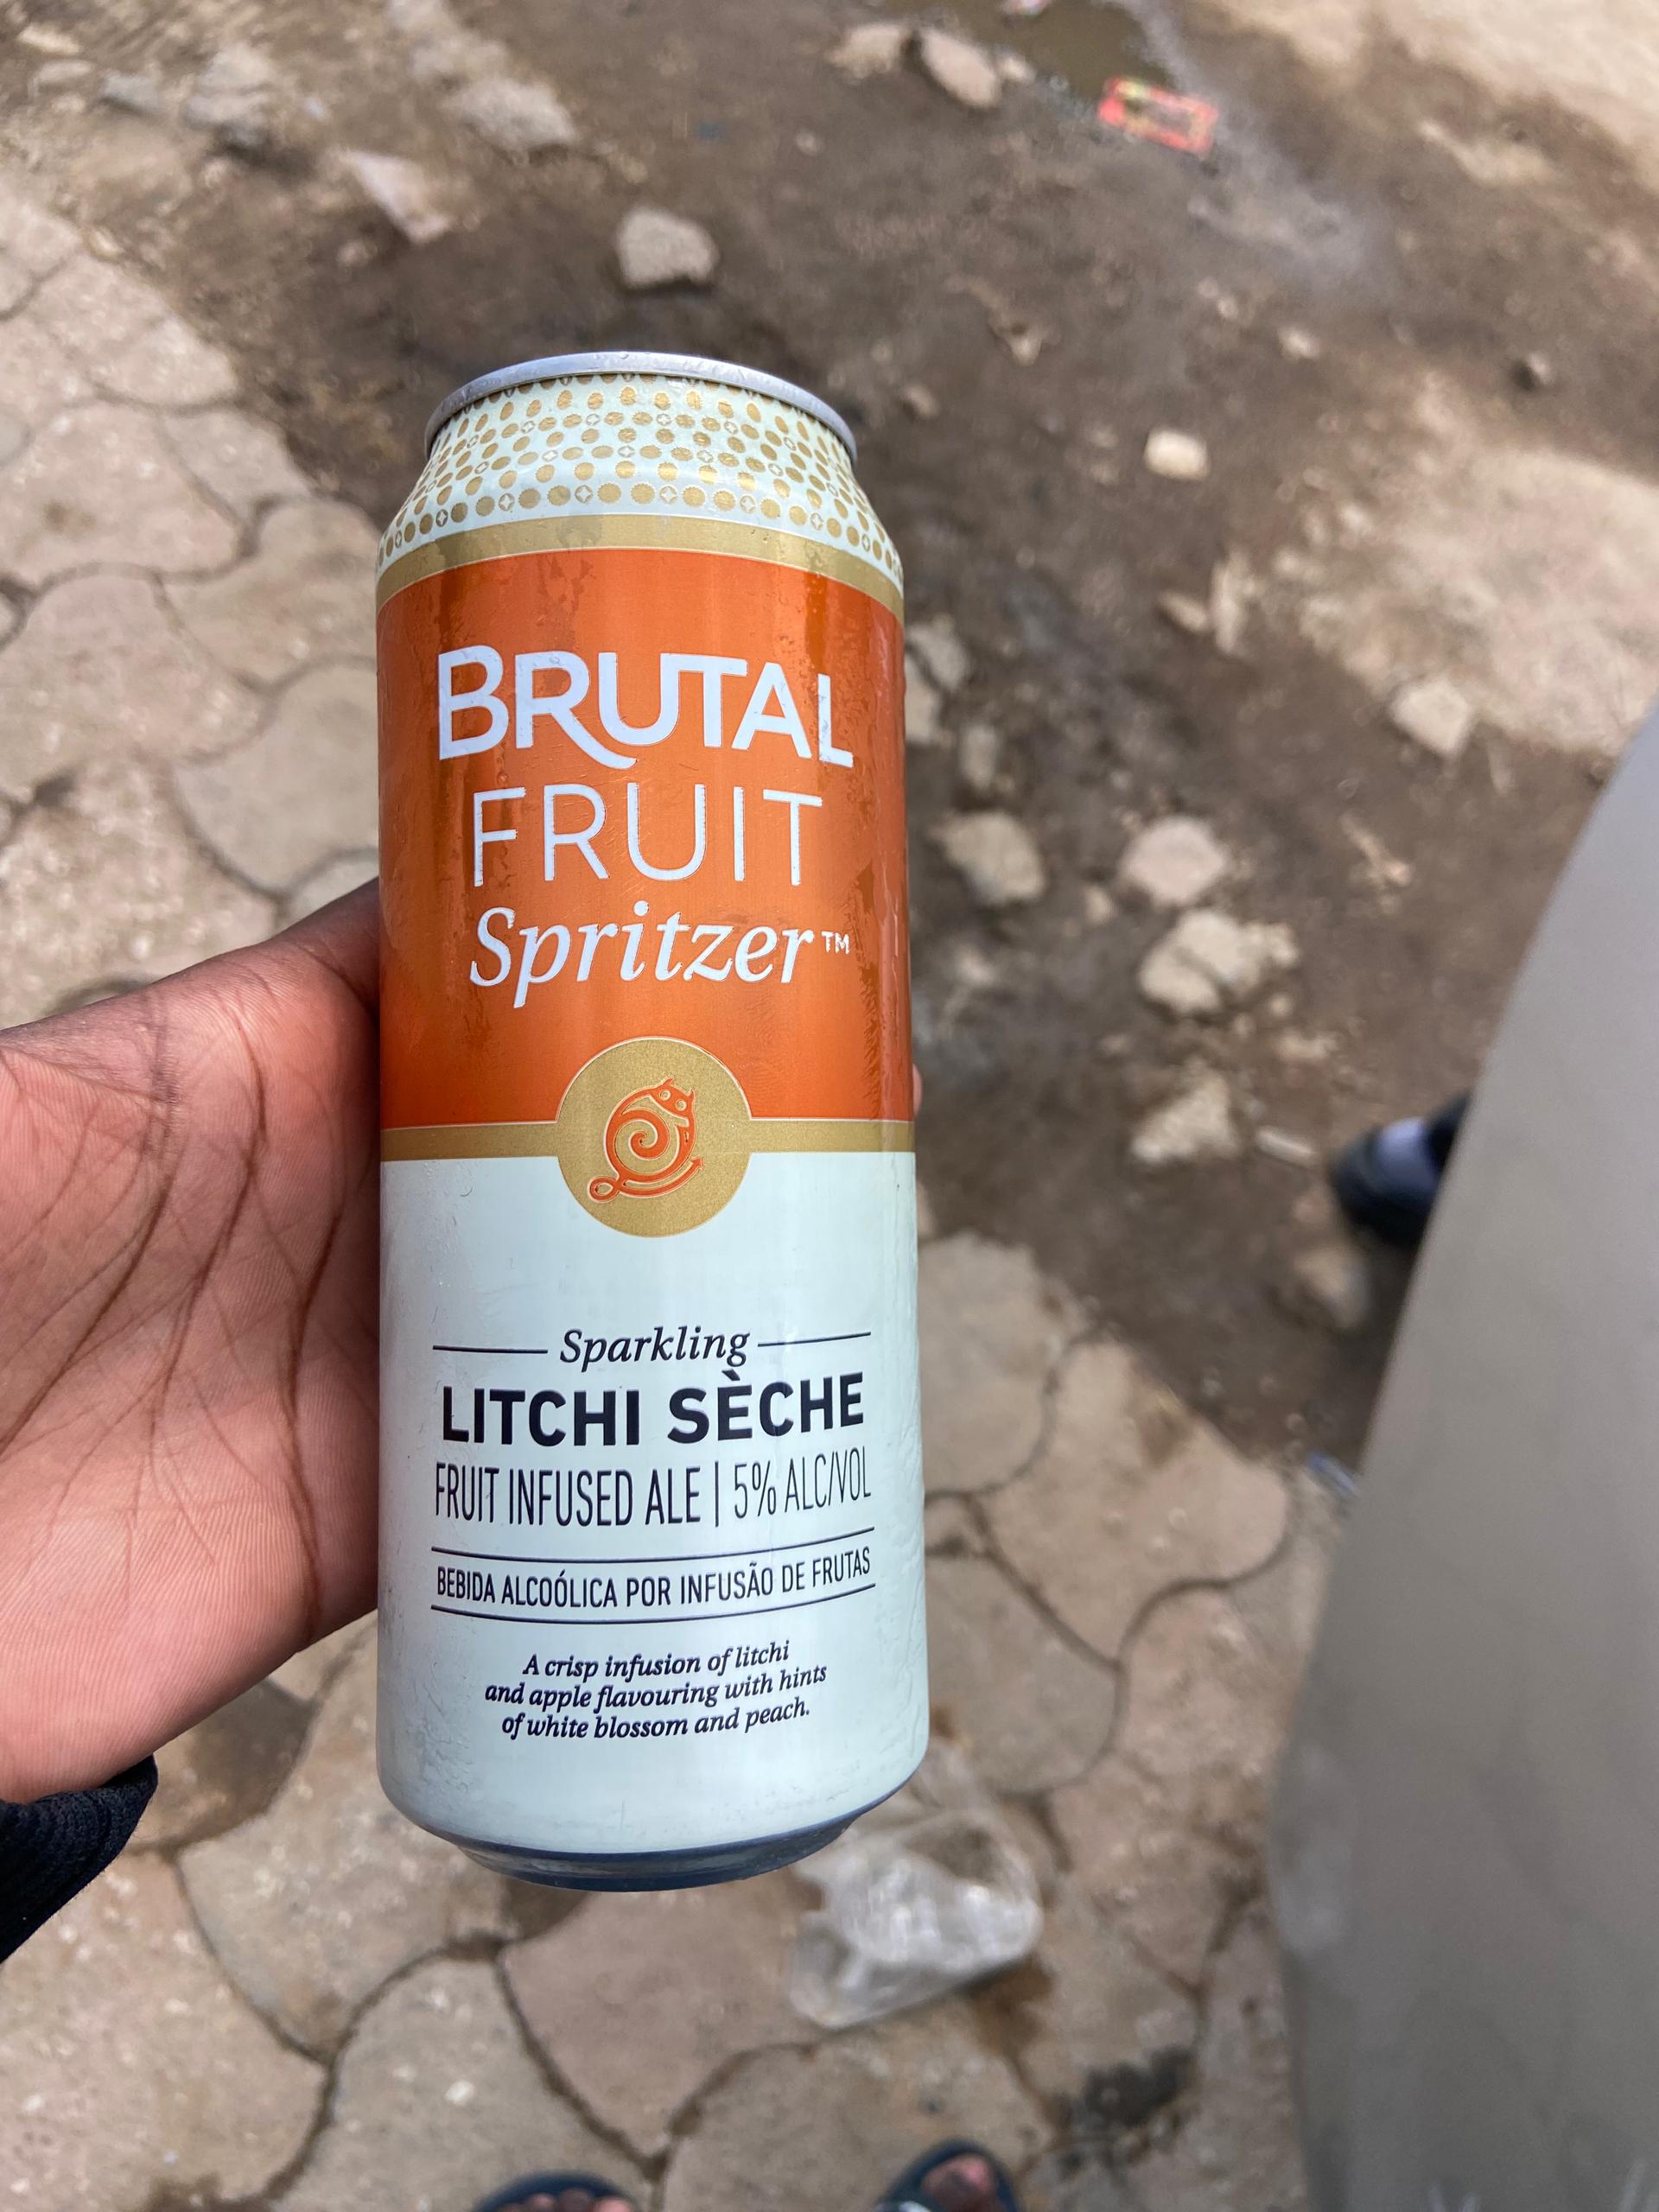 BRUTAL
FRUIT
Spritzer™
Sparkling
LITCHI SÈCHE
FRUIT INFUSED ALE | 5% ALC/VOL
BEBIDA ALCOÓLICA POR INFUSÃO DE FRUTAS
A crisp infusion of litchi
and apple flavouring with hints
of white blossom and peach.